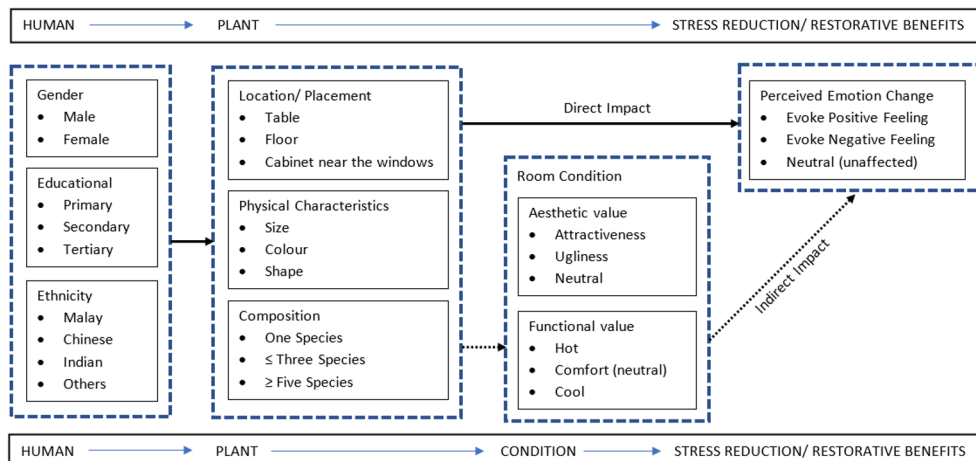 HUMAN PLANT STRESS REDUCTION/ RESTORATIVE BENEFITS
Gender
• Male
• Female
Educational
• Primary
• Secondary
• Tertiary
Ethnicity
• Malay
• Chinese
• Indian
• Others
Location/ Placement
• Table
• Floor
• Cabinet near the windows
Physical Characteristics
• Size
• Colour
• Shape
Composition
• One Species
• ≤ Three Species
• ≥ Five Species
Direct Impact
Room Condition
Aesthetic value
• Attractiveness
• Ugliness
• Neutral
Functional value
• Hot
• Comfort (neutral)
• Cool
Indirect Impact
Perceived Emotion Change
• Evoke Positive Feeling
• Evoke Negative Feeling
• Neutral (unaffected)
HUMAN PLANT CONDITION STRESS REDUCTION/ RESTORATIVE BENEFITS